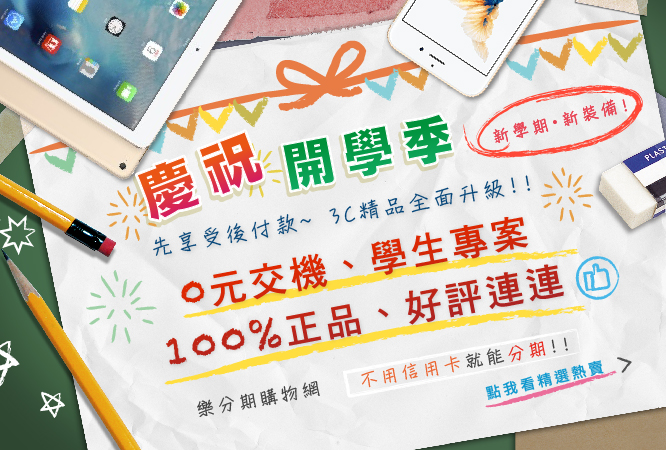 慶祝開學季
新學期•新裝備!
先享受後付款~ 3C精品全面升級!!
0元交機、學生專案
100%正品、好評連連
不用信用卡就能分期!!
樂分期購物網
點我看精選熱賣 >
PLAST